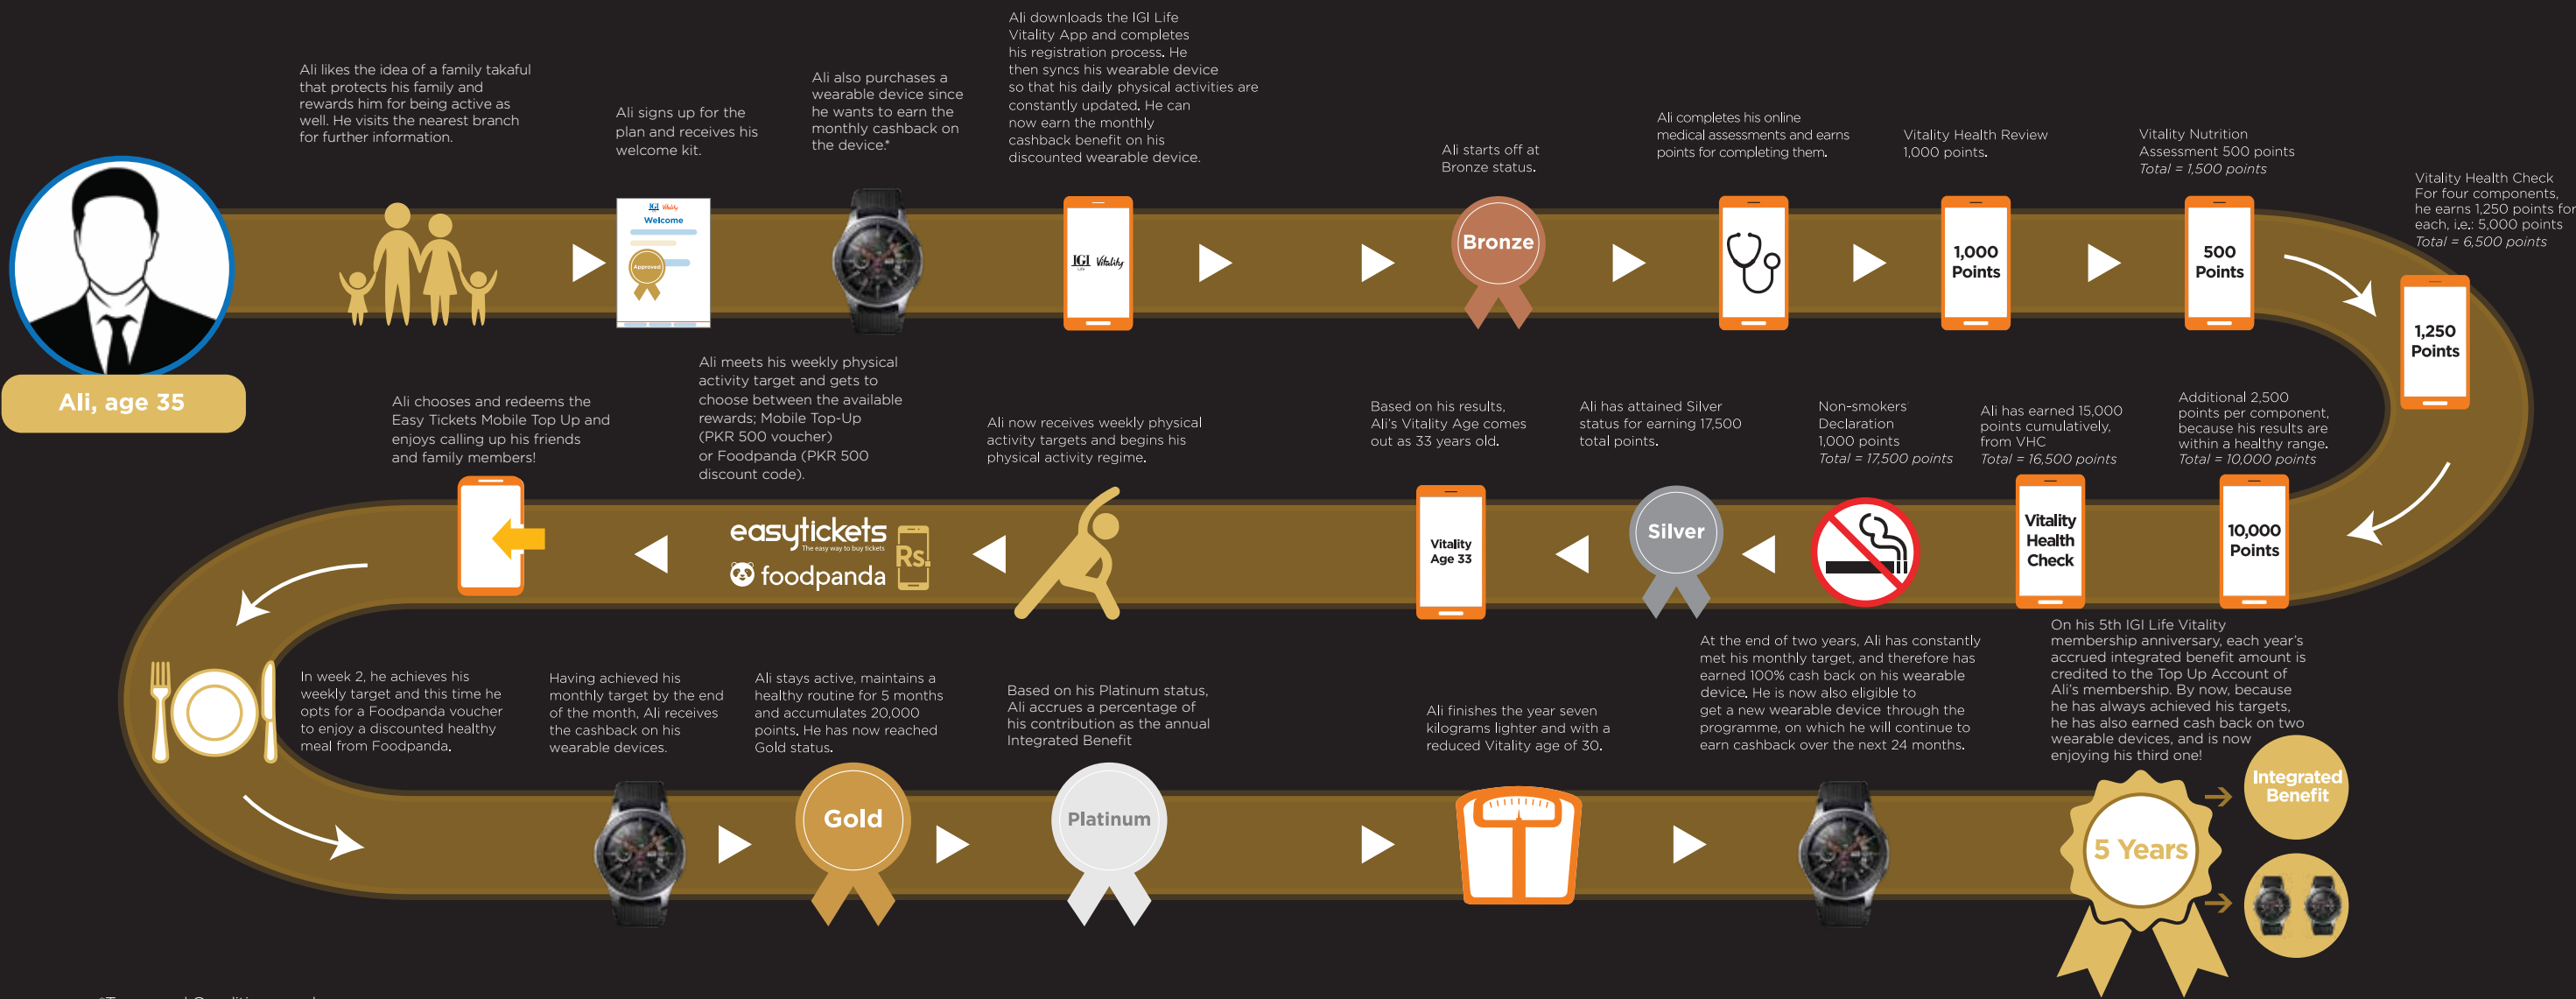 Ali, age 35
Ali likes the idea of a family takaful
that protects his family and
rewards him for being active as
well. He visits the nearest branch
for further information.
Ali signs up for the
plan and receives his
welcome kit.
IGI Vitality
Welcome
Approved
Ali also purchases a
wearable device since
he wants to earn the
monthly cashback on
the device.*
Ali downloads the IGI Life
Vitality App and completes
his registration process. He
then syncs his wearable device
so that his daily physical activities are
constantly updated. He can
now earn the monthly
cashback benefit on his
discounted wearable device.
IGI Vitality
Life
Ali starts off at
Bronze status.
Bronze
Ali completes his online
medical assessments and earns
points for completing them.
Vitality Health Review
1,000 points.
1,000
Points
Vitality Nutrition
Assessment 500 points
Total = 1,500 points
500
Points
Vitality Health Check
For four components,
he earns 1,250 points for
each, i.e.: 5,000 points
Total = 6,500 points
1,250
Points
Additional 2,500
points per component,
because his results are
within a healthy range.
Total = 10,000 points
10,000
Points
Ali has earned 15,000
points cumulatively,
from VHC
Total = 16,500 points
Vitality
Health
Check
Non-smokers'
Declaration
1,000 points
Total = 17,500 points
Ali has attained Silver
status for earning 17,500
total points.
Silver
Based on his results,
Ali's Vitality Age comes
out as 33 years old.
Vitality
Age 33
Ali now receives weekly physical
activity targets and begins his
physical activity regime.
Ali meets his weekly physical
activity target and gets to
choose between the available
rewards; Mobile Top-Up
(PKR 500 voucher)
or Foodpanda (PKR 500
discount code).
easytickets
The easy way to buy tickets
foodpanda
Rs.
Ali chooses and redeems the
Easy Tickets Mobile Top Up and
enjoys calling up his friends
and family members!
In week 2, he achieves his
weekly target and this time he
opts for a Foodpanda voucher
to enjoy a discounted healthy
meal from Foodpanda.
Having achieved his
monthly target by the end
of the month, Ali receives
the cashback on his
wearable devices.
Ali stays active, maintains a
healthy routine for 5 months
and accumulates 20,000
points. He has now reached
Gold status.
Gold
Based on his Platinum status,
Ali accrues a percentage of
his contribution as the annual
Integrated Benefit
Platinum
Ali finishes the year seven
kilograms lighter and with a
reduced Vitality age of 30.
At the end of two years, Ali has constantly
met his monthly target, and therefore has
earned 100% cash back on his wearable
device. He is now also eligible to
get a new wearable device through the
programme, on which he will continue to
earn cashback over the next 24 months.
On his 5th IGI Life Vitality
membership anniversary, each year's
accrued integrated benefit amount is
credited to the Top Up Account of
Ali's membership. By now, because
he has always achieved his targets,
he has also earned cash back on two
wearable devices, and is now
enjoying his third one!
5 Years
Integrated
Benefit